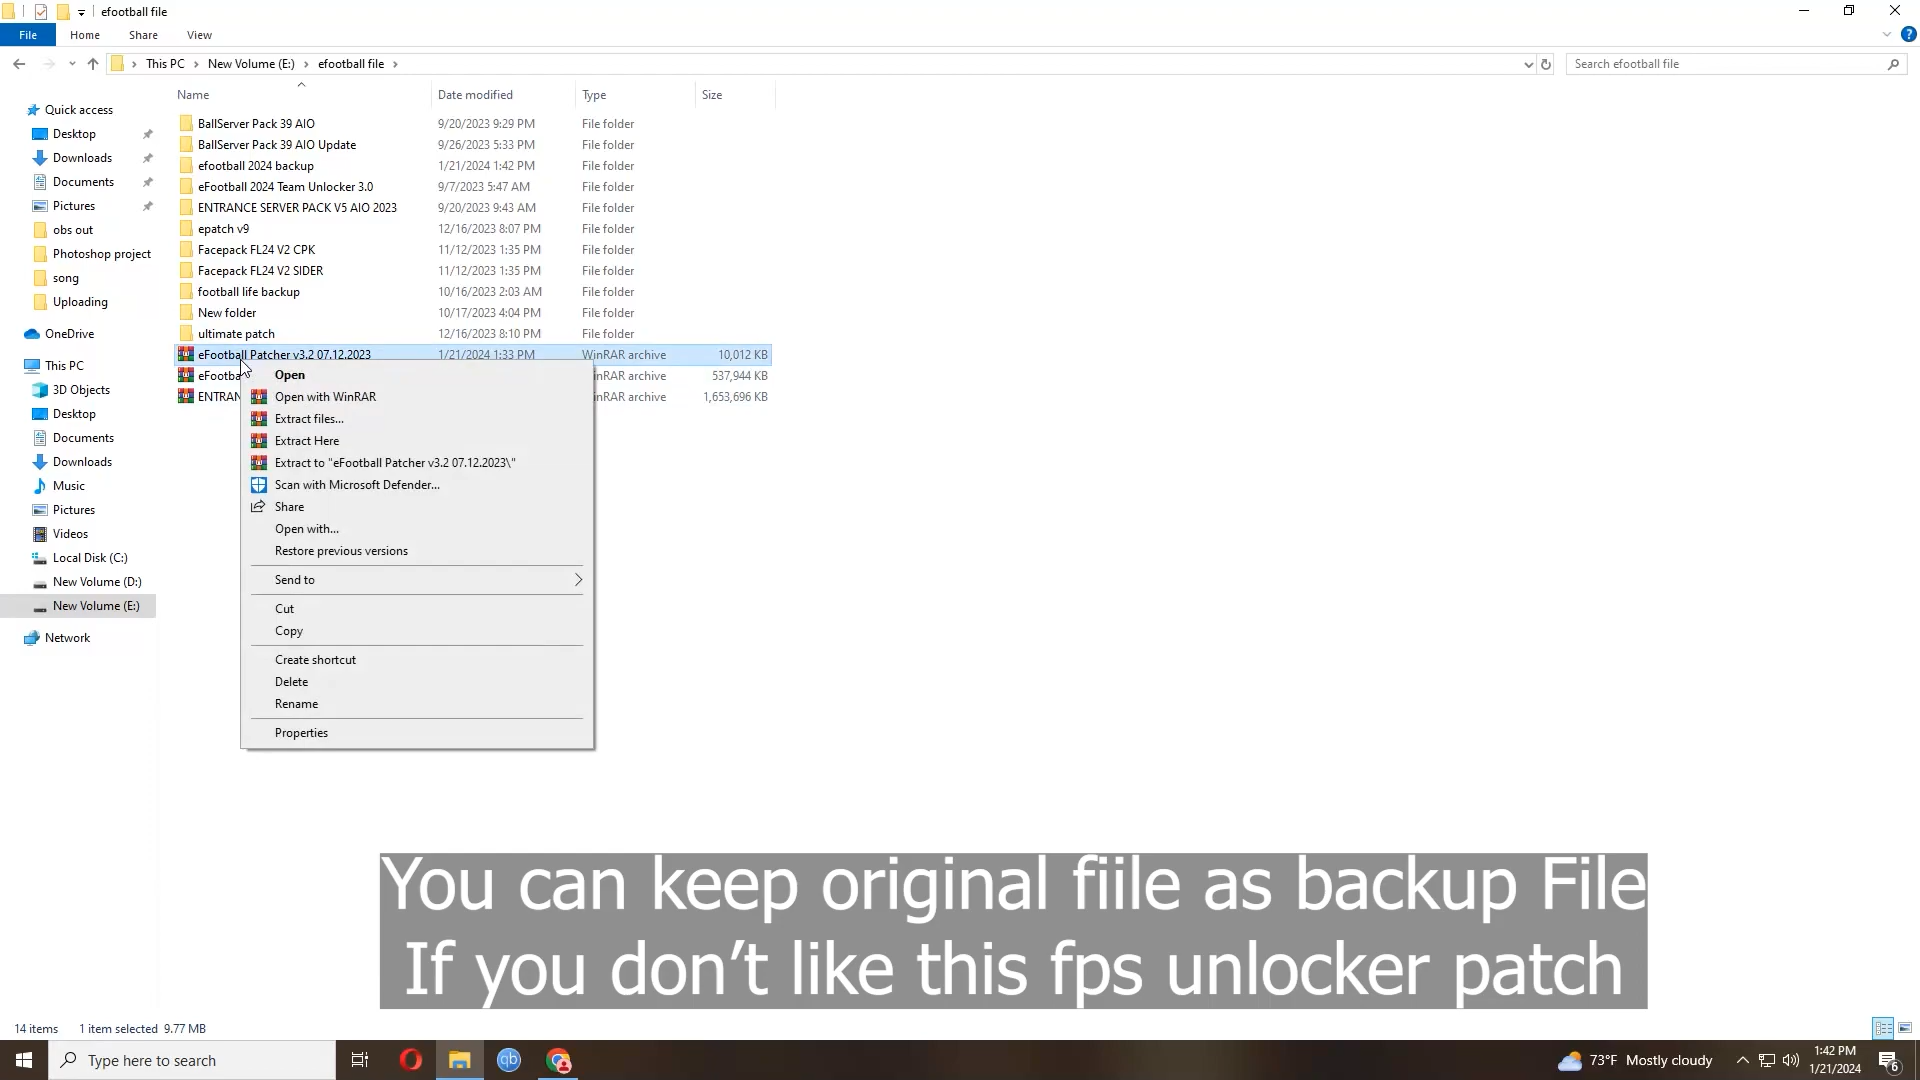 efootball file
File
Home
Share
View
This PC
New Volume (E:)
efootball file
Search efootball file
Name
Date modified
Type
Size
Quick access
Desktop
Downloads
Documents
Pictures
obs out
Photoshop project
song
Uploading
OneDrive
This PC
3D Objects
Desktop
Documents
Downloads
Music
Pictures
Videos
Local Disk (C:)
New Volume (D:)
New Volume (E:)
Network
BallServer Pack 39 AIO 9/20/2023 9:29 PM File folder
BallServer Pack 39 AIO Update 9/26/2023 5:33 PM File folder
efootball 2024 backup 1/21/2024 1:42 PM File folder
eFootball 2024 Team Unlocker 3.0 9/7/2023 5:47 AM File folder
ENTRANCE SERVER PACK V5 AIO 2023 9/20/2023 9:43 AM File folder
epatch v9 12/16/2023 8:07 PM File folder
Facepack FL24 V2 CPK 11/12/2023 1:35 PM File folder
Facepack FL24 V2 SIDER 11/12/2023 1:35 PM File folder
football life backup 10/16/2023 2:03 AM File folder
New folder 10/17/2023 4:04 PM File folder
ultimate patch 12/16/2023 8:10 PM File folder
eFootball Patcher v3.2 07.12.2023 1/21/2024 1:33 PM WinRAR archive 10,012 KB
eFootba inRAR archive 537,944 KB
ENTRAN inRAR archive 1,653,696 KB
Open
Open with WinRAR
Extract files...
Extract Here
Extract to "eFootball Patcher v3.2 07.12.2023\"
Scan with Microsoft Defender...
Share
Open with...
Restore previous versions
Send to
Cut
Copy
Create shortcut
Delete
Rename
Properties
You can keep original fiile as backup File
If you don't like this fps unlocker patch
14 items 1 item selected 9.77 MB
Type here to search
qb
73°F Mostly cloudy
1:42 PM
1/21/2024
6